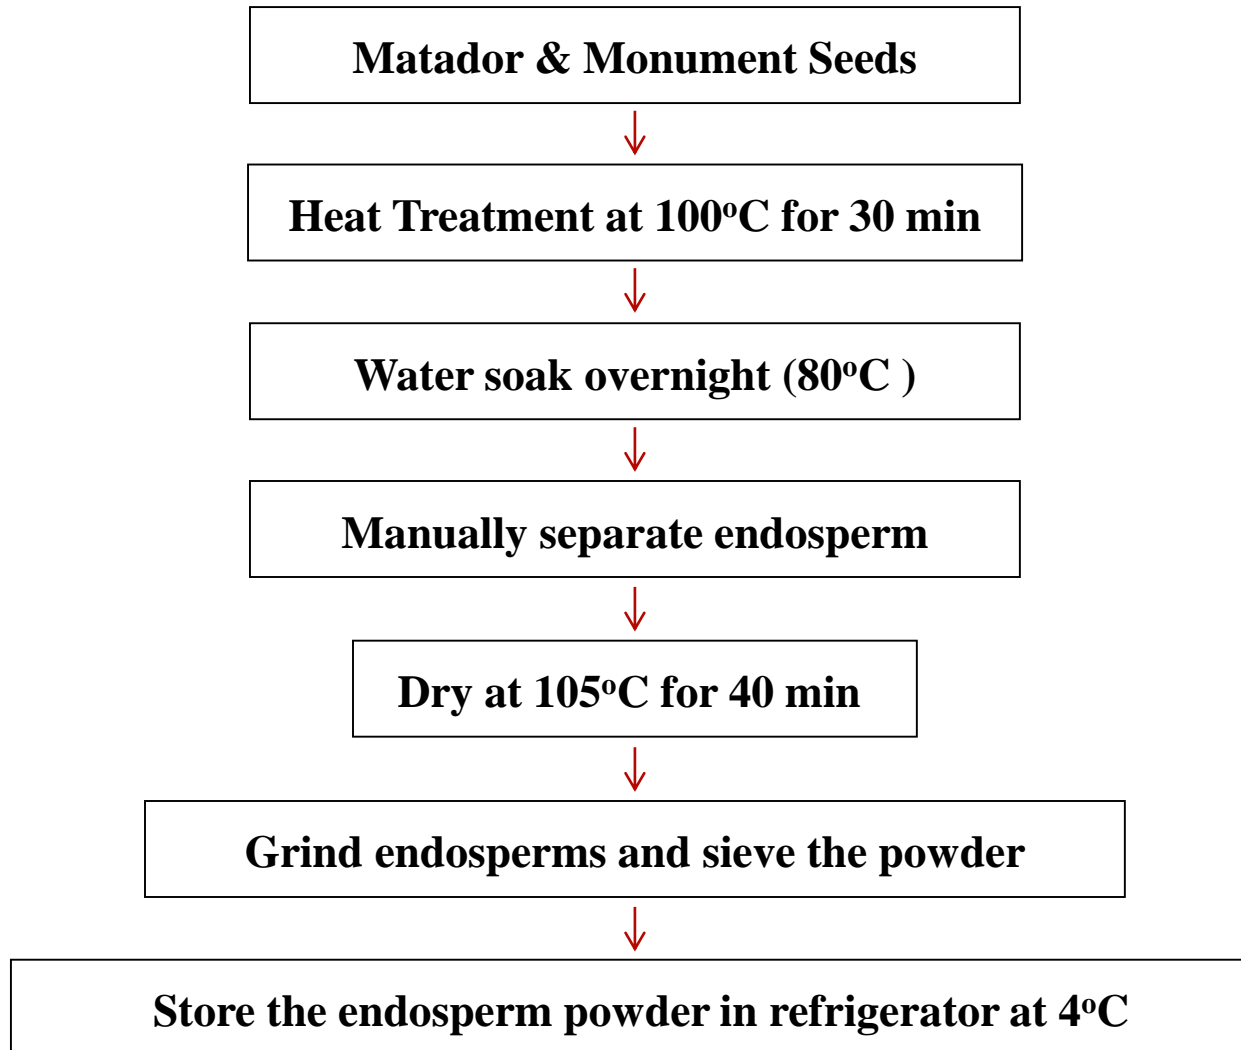 Matador & Monument Seeds
Heat Treatment at 100ºC for 30 min
Water soak overnight (80ºC )
Manually separate endosperm
Dry at 105ºC for 40 min
Grind endosperms and sieve the powder
Store the endosperm powder in refrigerator at 4ºC